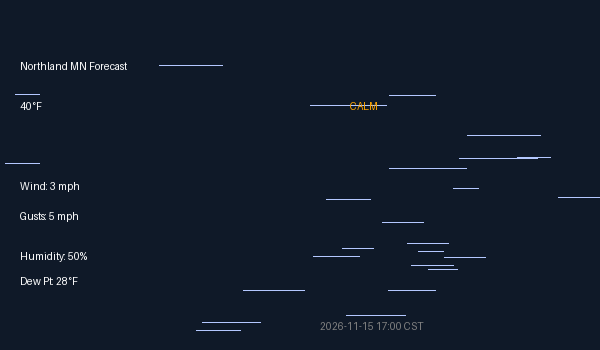 Northland MN Forecast
40°F
CALM
Wind: 3 mph
Gusts: 5 mph
Humidity: 50%
Dew Pt: 28°F
2026-11-15 17:00 CST